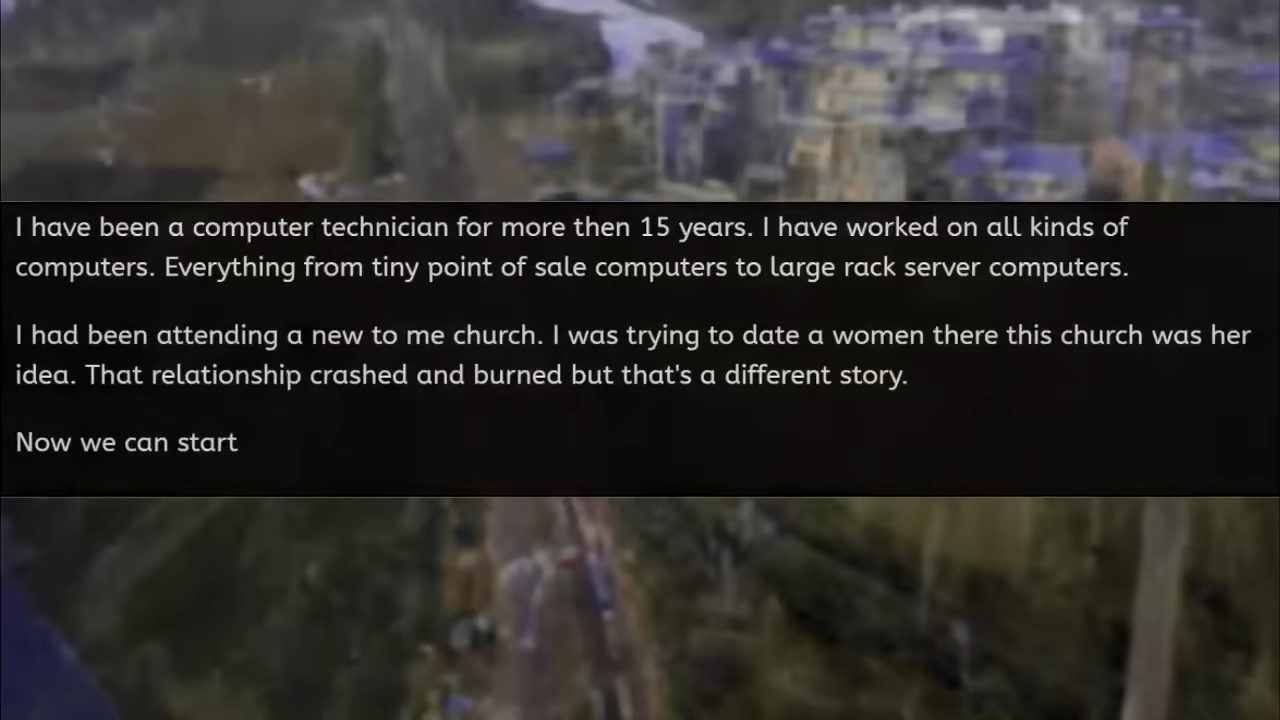 I have been a computer technician for more then 15 years. I have worked on all kinds of
computers. Everything from tiny point of sale computers to large rack server computers.
I had been attending a new to me church. I was trying to date a women there this church was her
idea. That relationship crashed and burned but that's a different story.
Now we can start